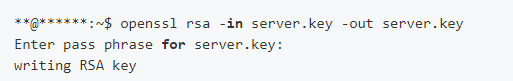 **@******:~$ openssl rsa -in server.key -out server.key
Enter pass phrase for server.key:
writing RSA key